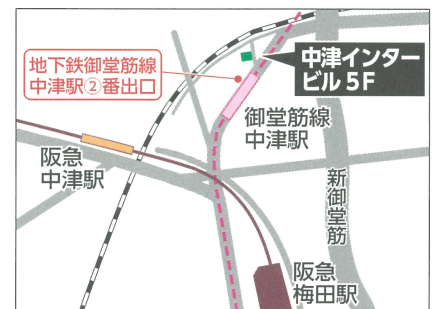 中津インター
ビル5F
地下鉄御堂筋線
中津駅②番出口
御堂筋線
中津駅
阪急
中津駅
新御堂筋
阪急
梅田駅